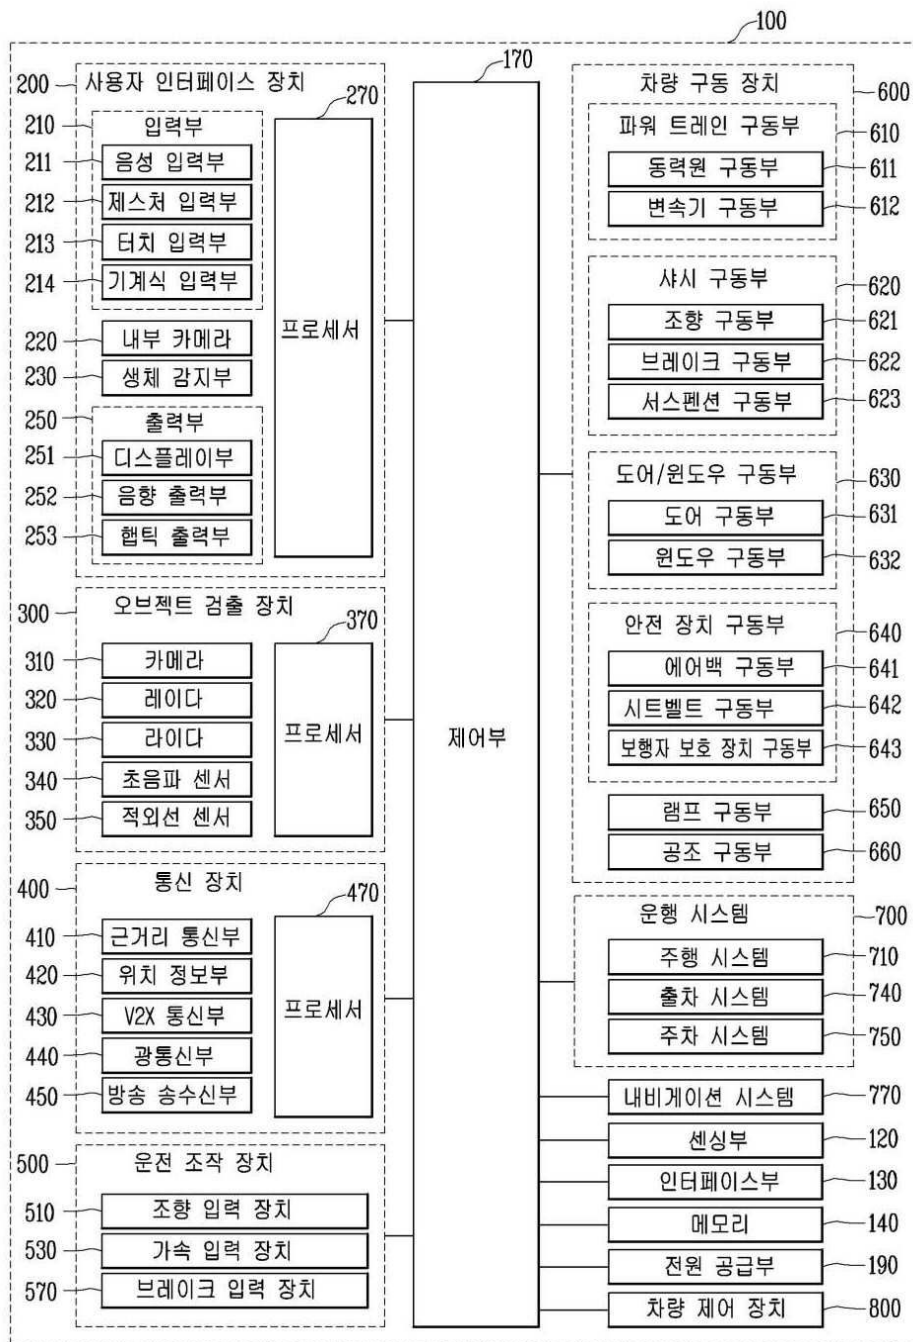 100
170
200 사용자 인터페이스 장치
270
210 입력부
211 음성 입력부
212 제스처 입력부
213 터치 입력부
214 기계식 입력부
220 내부 카메라
230 생체 감지부
프로세서
250 출력부
251 디스플레이부
252 음향 출력부
253 햅틱 출력부
300 오브젝트 검출 장치
370
310 카메라
320 레이다
330 라이다
프로세서
340 초음파 센서
350 적외선 센서
400 통신 장치
470
410 근거리 통신부
420 위치 정보부
430 V2X 통신부
프로세서
440 광통신부
450 방송 송수신부
500 운전 조작 장치
510 조향 입력 장치
530 가속 입력 장치
570 브레이크 입력 장치
제어부
차량 구동 장치 600
파워 트레인 구동부 610
동력원 구동부 611
변속기 구동부 612
샤시 구동부 620
조향 구동부 621
브레이크 구동부 622
서스펜션 구동부 623
도어/윈도우 구동부 630
도어 구동부 631
윈도우 구동부 632
안전 장치 구동부 640
에어백 구동부 641
시트벨트 구동부 642
보행자 보호 장치 구동부 643
램프 구동부 650
공조 구동부 660
운행 시스템 700
주행 시스템 710
출차 시스템 740
주차 시스템 750
내비게이션 시스템 770
센싱부 120
인터페이스부 130
메모리 140
전원 공급부 190
차량 제어 장치 800